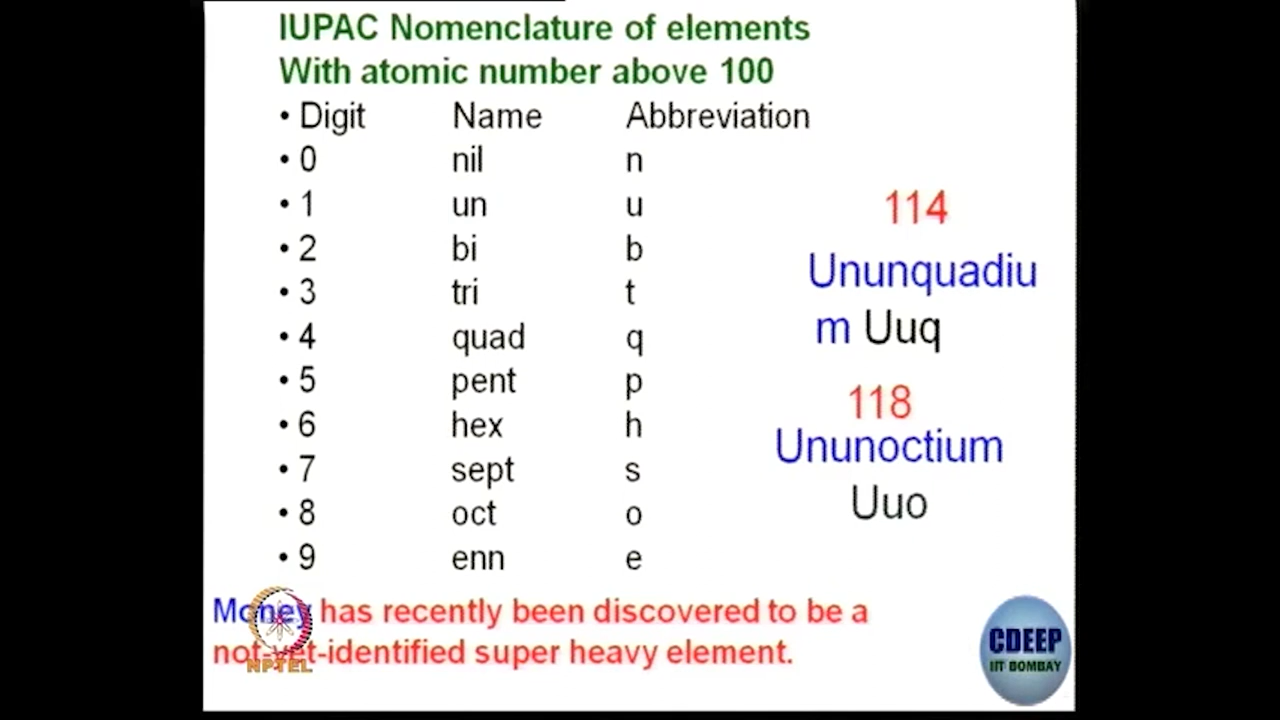 IUPAC Nomenclature of elements
With atomic number above 100
• Digit Name Abbreviation
• 0 nil n
• 1 un u
• 2 bi b
• 3 tri t
• 4 quad q
• 5 pent p
• 6 hex h
• 7 sept s
• 8 oct o
• 9 enn e
114
Ununquadiu
m Uuq
118
Ununoctium
Uuo
Money has recently been discovered to be a
not-yet-identified super heavy element.
NPTEL
CDEEP
IIT BOMBAY